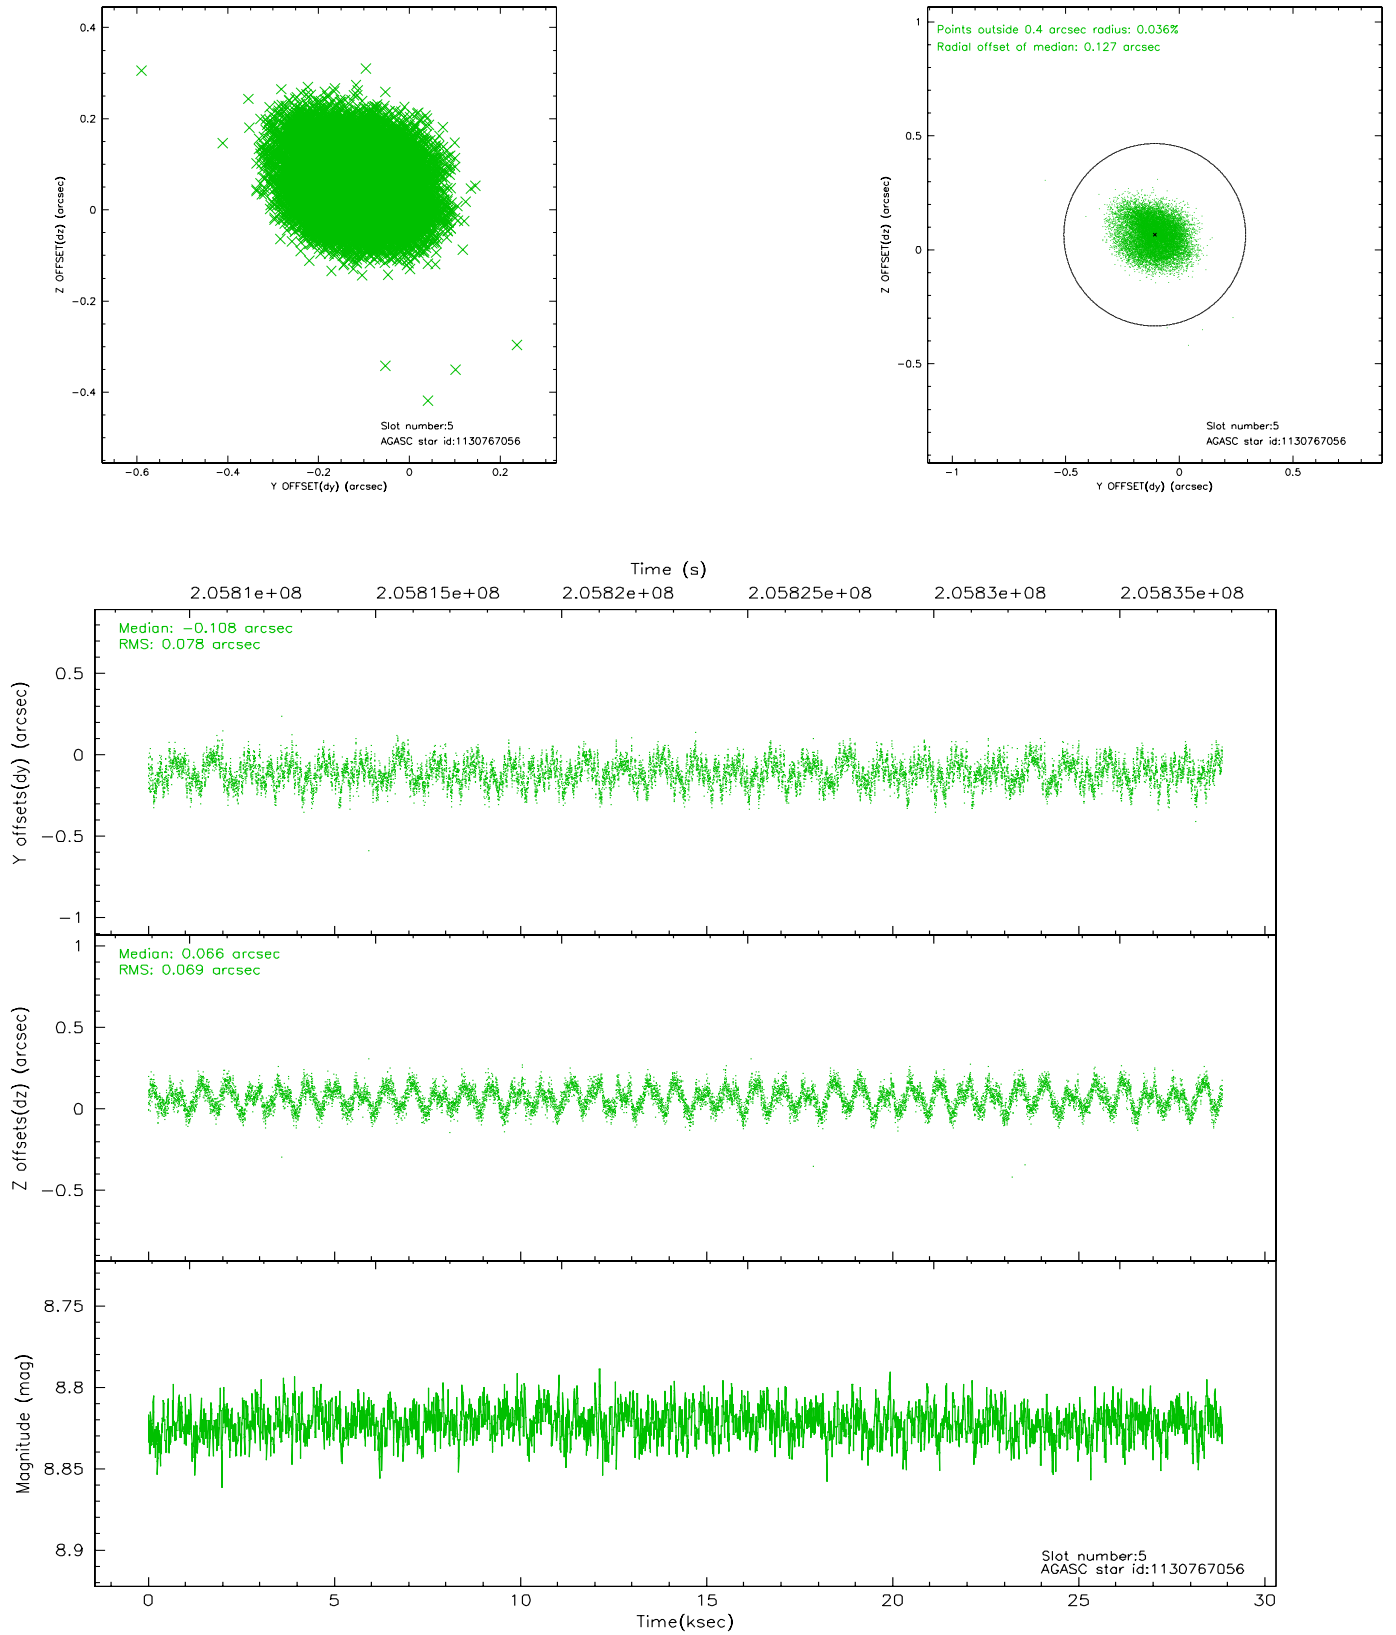 0.4
0.2
0
-0.2
-0.4
Z OFFSET(dz) (arcsec)
Slot number:5
AGASC star id:1130767056
-0.6 -0.4 -0.2 0 0.2
Y OFFSET(dy) (arcsec)
Points outside 0.4 arcsec radius: 0.036%
Radial offset of median: 0.127 arcsec
1
0.5
0
-0.5
Z OFFSET(dz) (arcsec)
Slot number:5
AGASC star id:1130767056
-1 -0.5 0 0.5
Y OFFSET(dy) (arcsec)
Time (s)
2.0581e+08 2.05815e+08 2.0582e+08 2.05825e+08 2.0583e+08 2.05835e+08
Median: -0.108 arcsec
RMS: 0.078 arcsec
0.5
0
-0.5
-1
Y offsets(dy) (arcsec)
Median: 0.066 arcsec
RMS: 0.069 arcsec
1
0.5
0
-0.5
Z offsets(dz) (arcsec)
8.75
8.8
8.85
8.9
Magnitude (mag)
Slot number:5
AGASC star id:1130767056
0 5 10 15 20 25 30
Time(ksec)